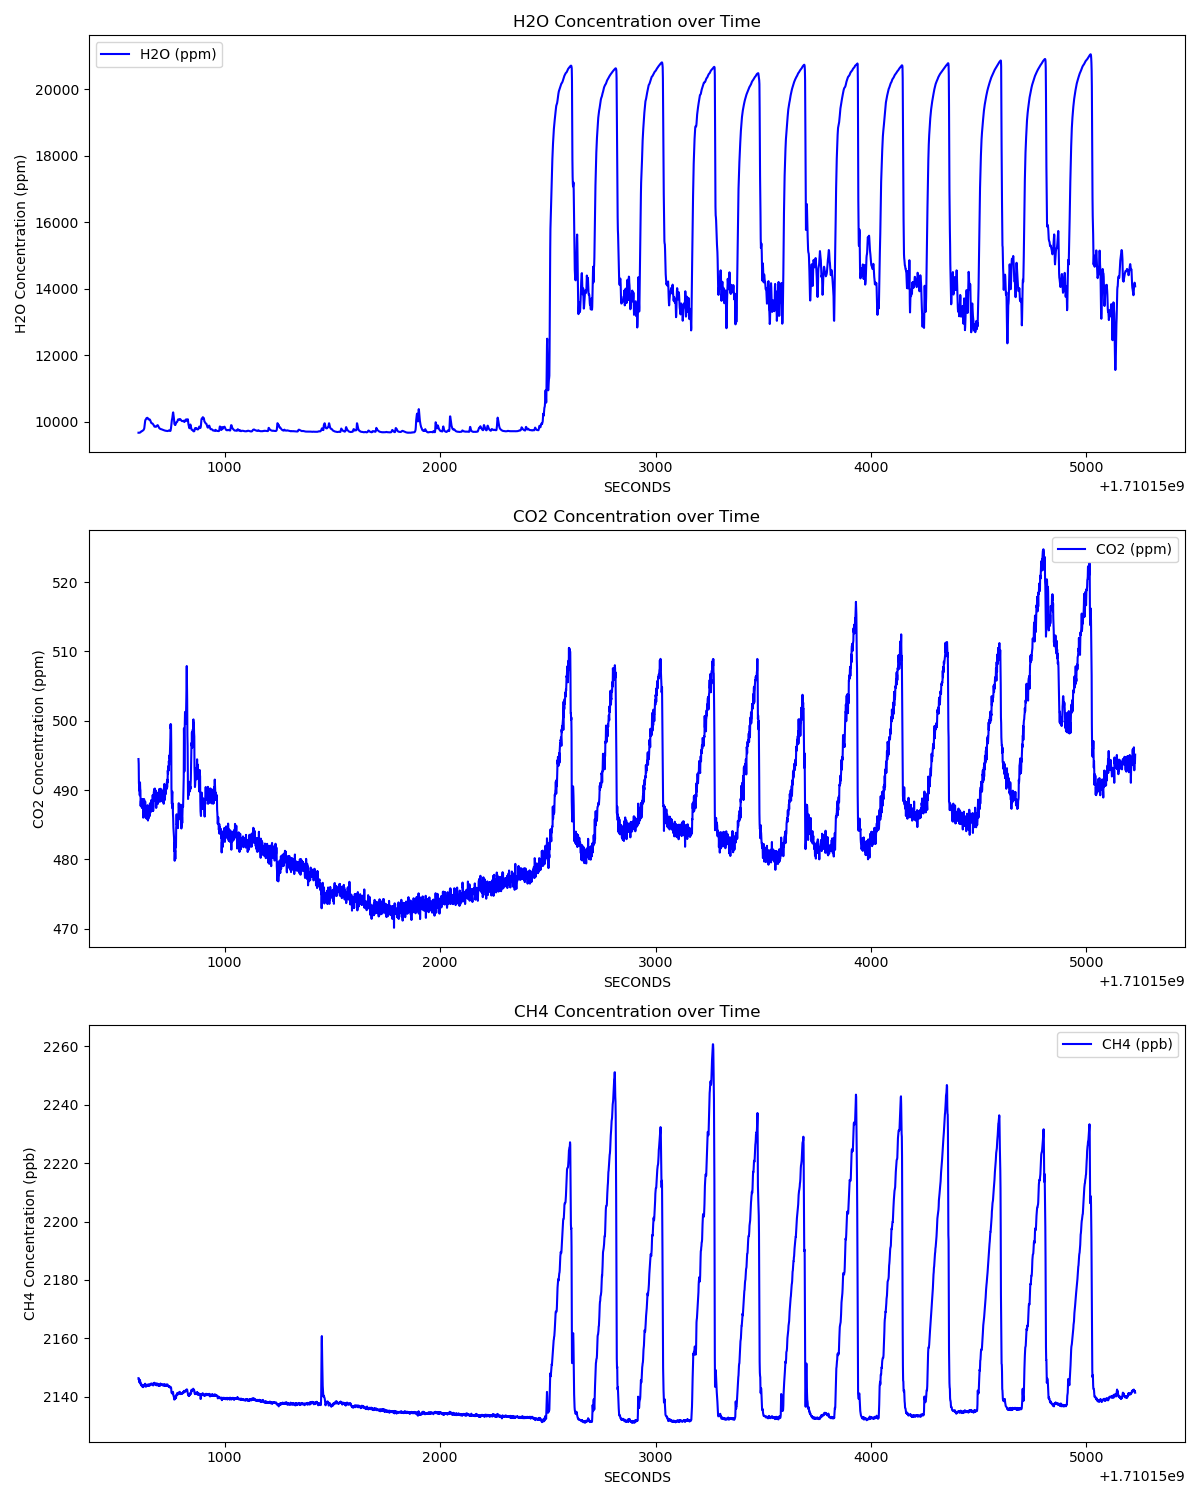 H2O Concentration over Time
H2O (ppm)
H2O Concentration (ppm)
20000
18000
16000
14000
12000
10000
1000 2000 3000 4000 5000
SECONDS
+1.71015e9
CO2 Concentration over Time
CO2 (ppm)
CO2 Concentration (ppm)
520
510
500
490
480
470
1000 2000 3000 4000 5000
SECONDS
+1.71015e9
CH4 Concentration over Time
CH4 (ppb)
CH4 Concentration (ppb)
2260
2240
2220
2200
2180
2160
2140
1000 2000 3000 4000 5000
SECONDS
+1.71015e9